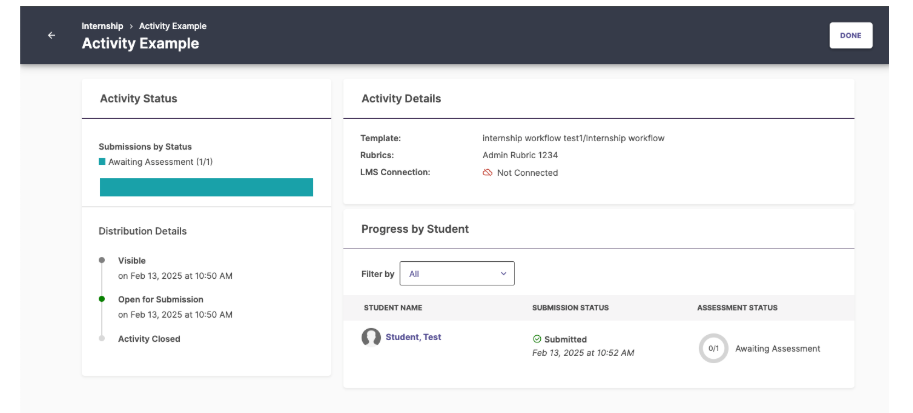 Internship > Activity Example
Activity Example
DONE
Activity Status
Submissions by Status
Awaiting Assessment (1/1)
Distribution Details
Visible
on Feb 13, 2025 at 10:50 AM
Open for Submission
on Feb 13, 2025 at 10:50 AM
Activity Closed
Activity Details
Template: internship workflow test1/Internship workflow
Rubrics: Admin Rubric 1234
LMS Connection: Not Connected
Progress by Student
Filter by All
STUDENT NAME SUBMISSION STATUS ASSESSMENT STATUS
Student, Test Submitted
Feb 13, 2025 at 10:52 AM 0/1 Awaiting Assessment